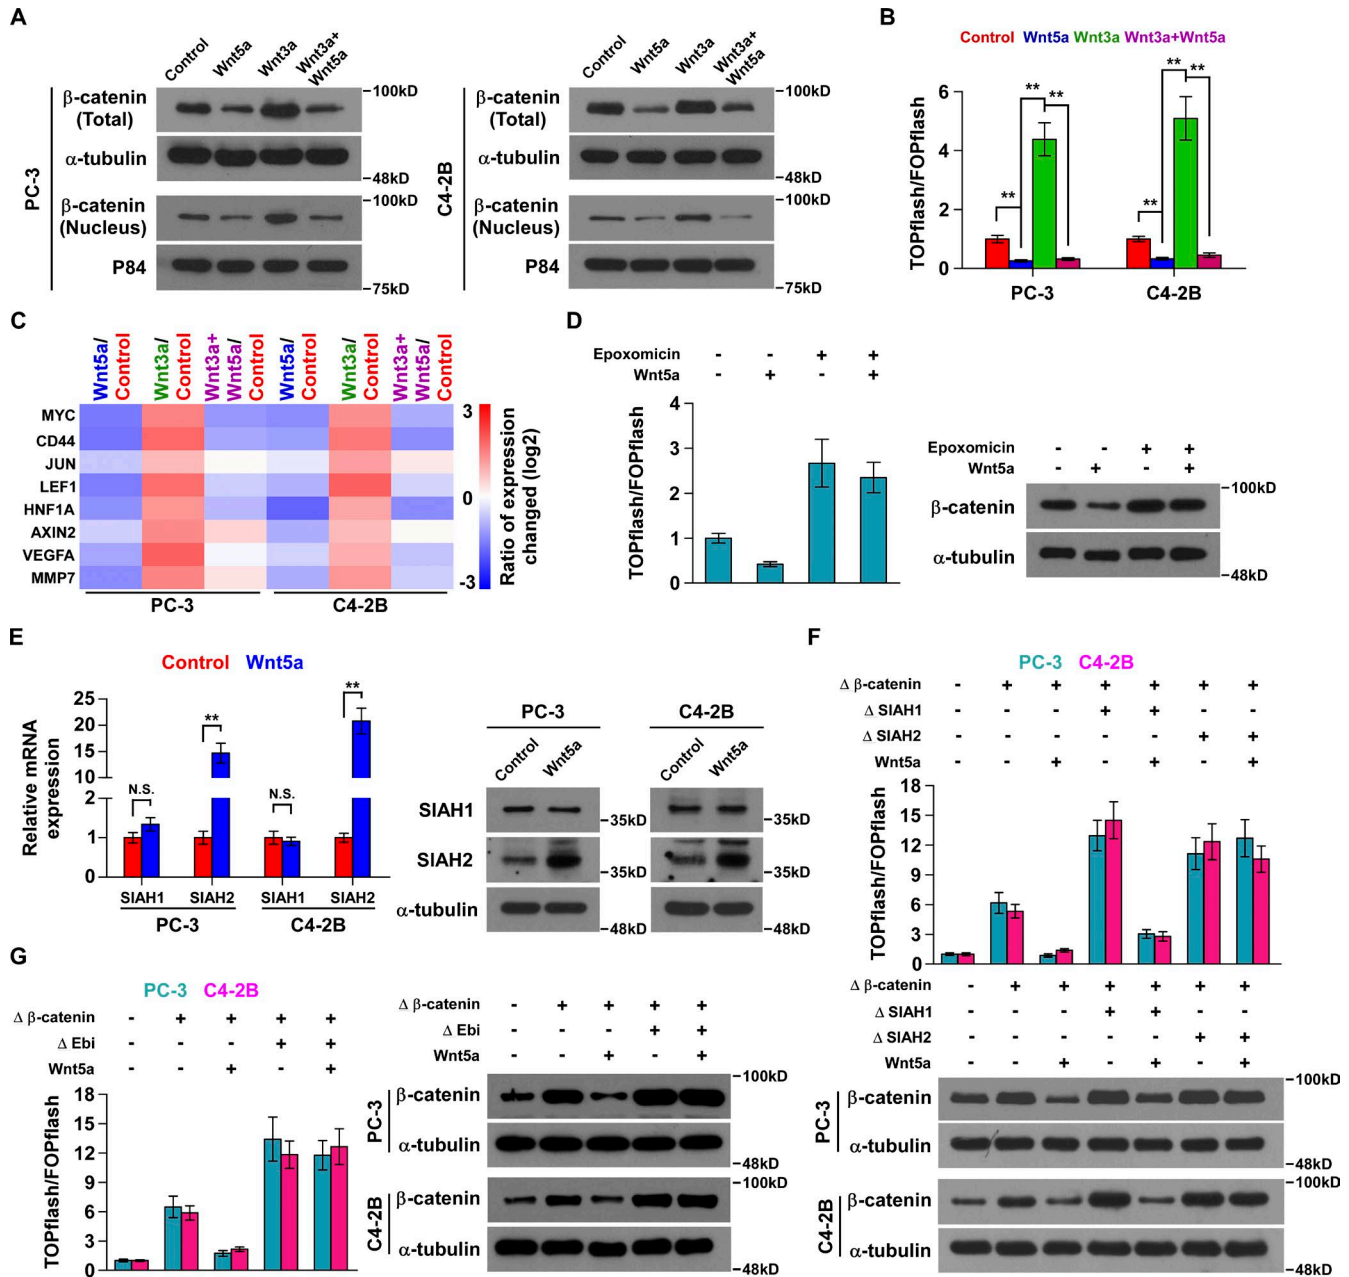 A
Control
Wnt5a
Wnt3a
Wnt3a+
Wnt5a
PC-3
β-catenin
(Total)
α-tubulin
β-catenin
(Nucleus)
P84
100kD
48kD
100kD
75kD
Control
Wnt5a
Wnt3a
Wnt3a+
Wnt5a
C4-2B
β-catenin
(Total)
α-tubulin
β-catenin
(Nucleus)
P84
100kD
48kD
100kD
75kD
B
Control Wnt5a Wnt3a Wnt3a+Wnt5a
TOPflash/FOPflash
6
4
2
0
** ** **
** ** **
PC-3 C4-2B
C
Wnt5a/
Control
Wnt3a/
Control
Wnt3a+
Wnt5a/
Control
Wnt5a/
Control
Wnt3a/
Control
Wnt3a+
Wnt5a/
Control
MYC
CD44
JUN
LEF1
HNF1A
AXIN2
VEGFA
MMP7
PC-3 C4-2B
3
0
-3
Ratio of expression
changed (log2)
D
Epoxomicin - - + +
Wnt5a - + - +
TOPflash/FOPflash
4
3
2
1
0
Epoxomicin - - + +
Wnt5a - + - +
β-catenin
α-tubulin
100kD
48kD
E
Control Wnt5a
Relative mRNA
expression
25
20
15
10
2
1
0
N.S. ** N.S. **
SIAH1 SIAH2 SIAH1 SIAH2
PC-3 C4-2B
PC-3 C4-2B
Control Wnt5a Control Wnt5a
SIAH1
SIAH2
α-tubulin
35kD
35kD
48kD
35kD
35kD
48kD
F
PC-3 C4-2B
Δ β-catenin - + + + + + +
Δ SIAH1 - - - + + - -
Δ SIAH2 - - - - - + +
Wnt5a - - + - + - +
TOPflash/FOPflash
18
15
12
9
6
3
0
Δ β-catenin - + + + + + +
Δ SIAH1 - - - + + - -
Δ SIAH2 - - - - - + +
Wnt5a - - + - + - +
PC-3
β-catenin
α-tubulin
100kD
48kD
C4-2B
β-catenin
α-tubulin
100kD
48kD
G
PC-3 C4-2B
Δ β-catenin - + + + +
Δ Ebi - - - + +
Wnt5a - - + - +
TOPflash/FOPflash
18
15
12
9
6
3
0
Δ β-catenin - + + + +
Δ Ebi - - - + +
Wnt5a - - + - +
PC-3
β-catenin
α-tubulin
100kD
48kD
C4-2B
β-catenin
α-tubulin
100kD
48kD